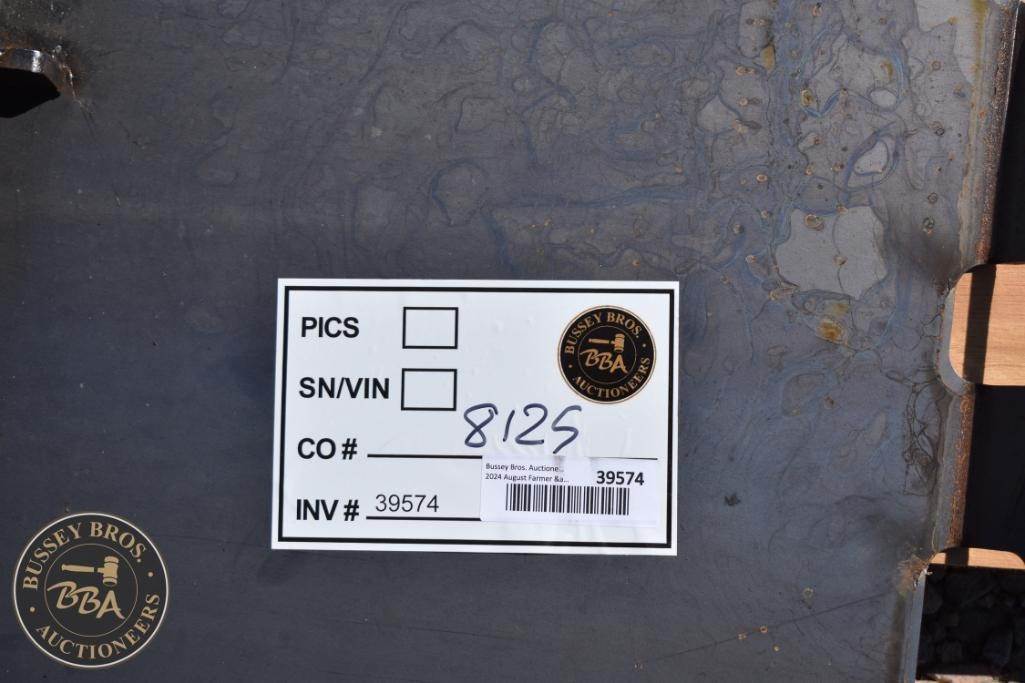 PICS
SN/VIN
CO # 8125
INV # 39574
BUSSEY BROS.
BBA
AUCTIONEERS
Bussey Bros. Auctione...
2024 August Farmer &a...
39574
BUSSEY BROS.
BBA
AUCTIONEERS